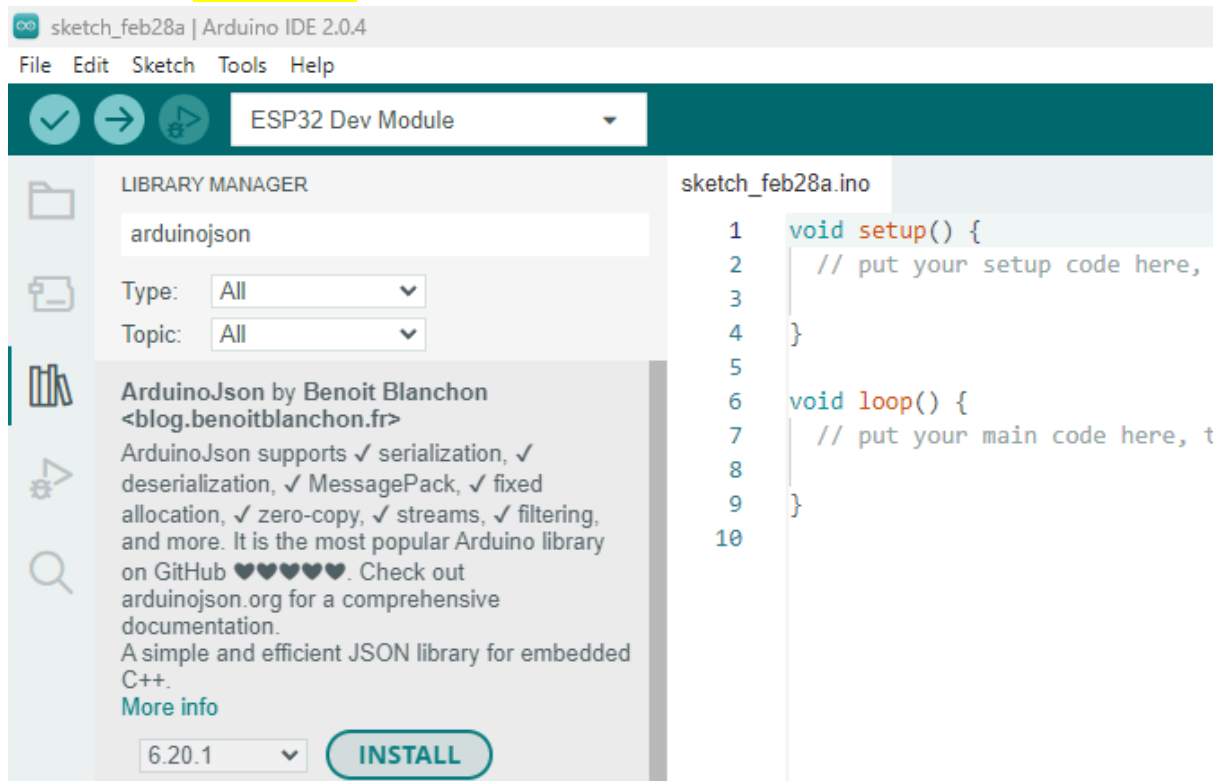 sketch_feb28a | Arduino IDE 2.0.4
File Edit Sketch Tools Help
ESP32 Dev Module
LIBRARY MANAGER
arduinojson
Type: All
Topic: All
ArduinoJson by Benoit Blanchon
<blog.benoitblanchon.fr>
ArduinoJson supports ✓ serialization, ✓
deserialization, ✓ MessagePack, ✓ fixed
allocation, ✓ zero-copy, ✓ streams, ✓ filtering,
and more. It is the most popular Arduino library
on GitHub ♥♥♥♥♥. Check out
arduinojson.org for a comprehensive
documentation.
A simple and efficient JSON library for embedded
C++.
More info
6.20.1 INSTALL
sketch_feb28a.ino
1 void setup() {
2 // put your setup code here,
3
4 }
5
6 void loop() {
7 // put your main code here, t
8
9 }
10